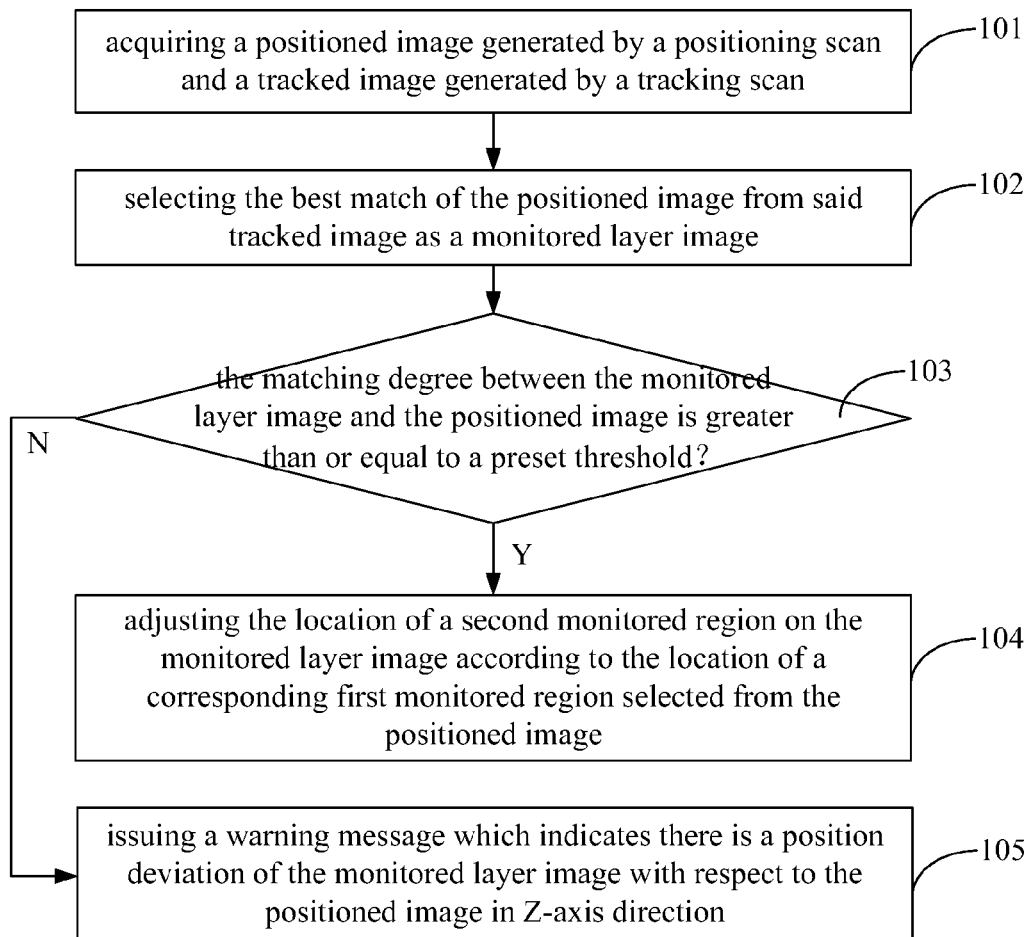 acquiring a positioned image generated by a positioning scan
and a tracked image generated by a tracking scan
101
selecting the best match of the positioned image from said
tracked image as a monitored layer image
102
the matching degree between the monitored
layer image and the positioned image is greater
than or equal to a preset threshold?
103
N
Y
adjusting the location of a second monitored region on the
monitored layer image according to the location of a
corresponding first monitored region selected from the
positioned image
104
issuing a warning message which indicates there is a position
deviation of the monitored layer image with respect to the
positioned image in Z-axis direction
105